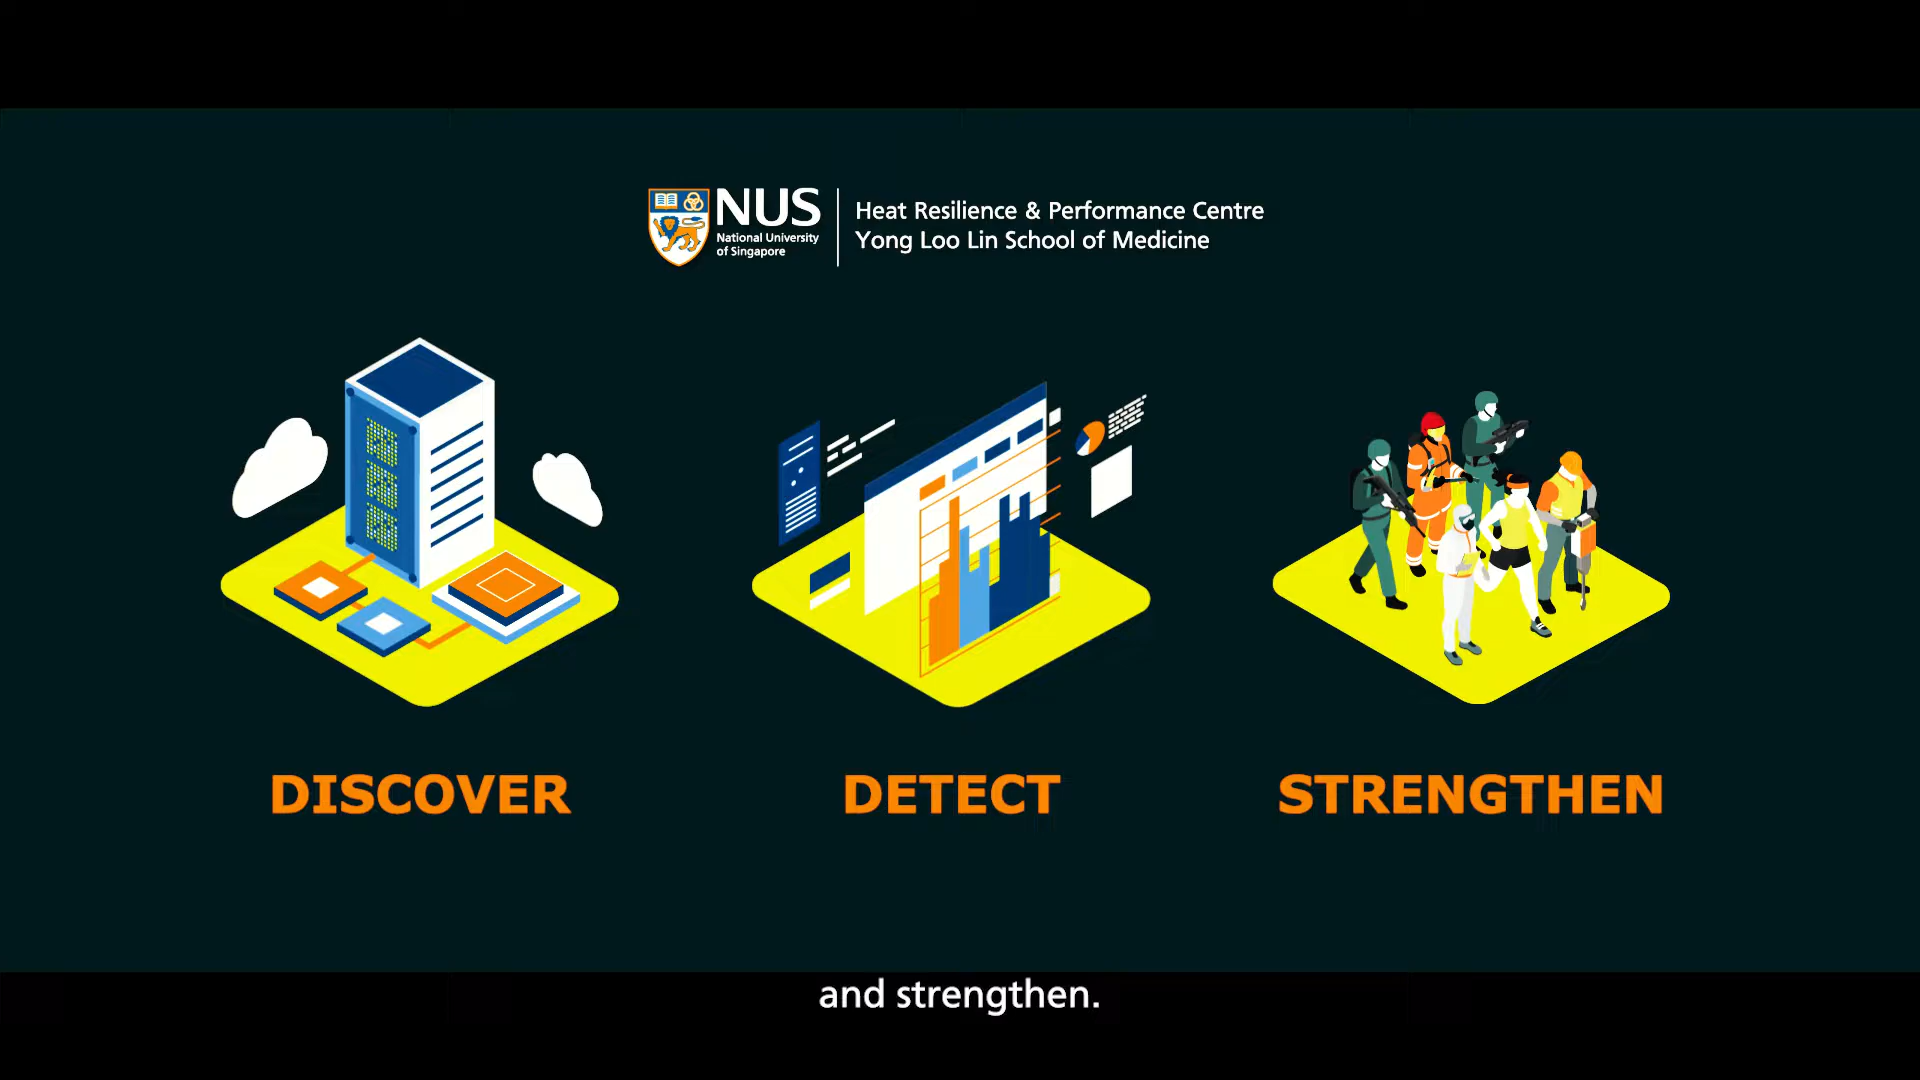 NUS
National University
of Singapore
Heat Resilience & Performance Centre
Yong Loo Lin School of Medicine
DISCOVER
DETECT
STRENGTHEN
and strengthen.